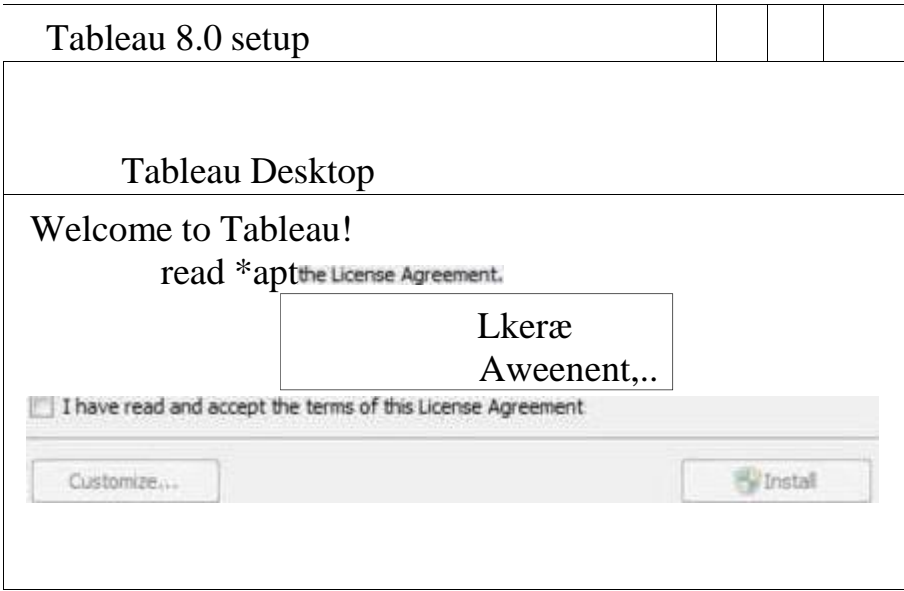 Tableau 8.0 setup
Tableau Desktop
Welcome to Tableau!
read *aptthe License Agreement.
Lkeræ
Aweenent,..
I have read and accept the terms of this License Agreement
Customize...
Install